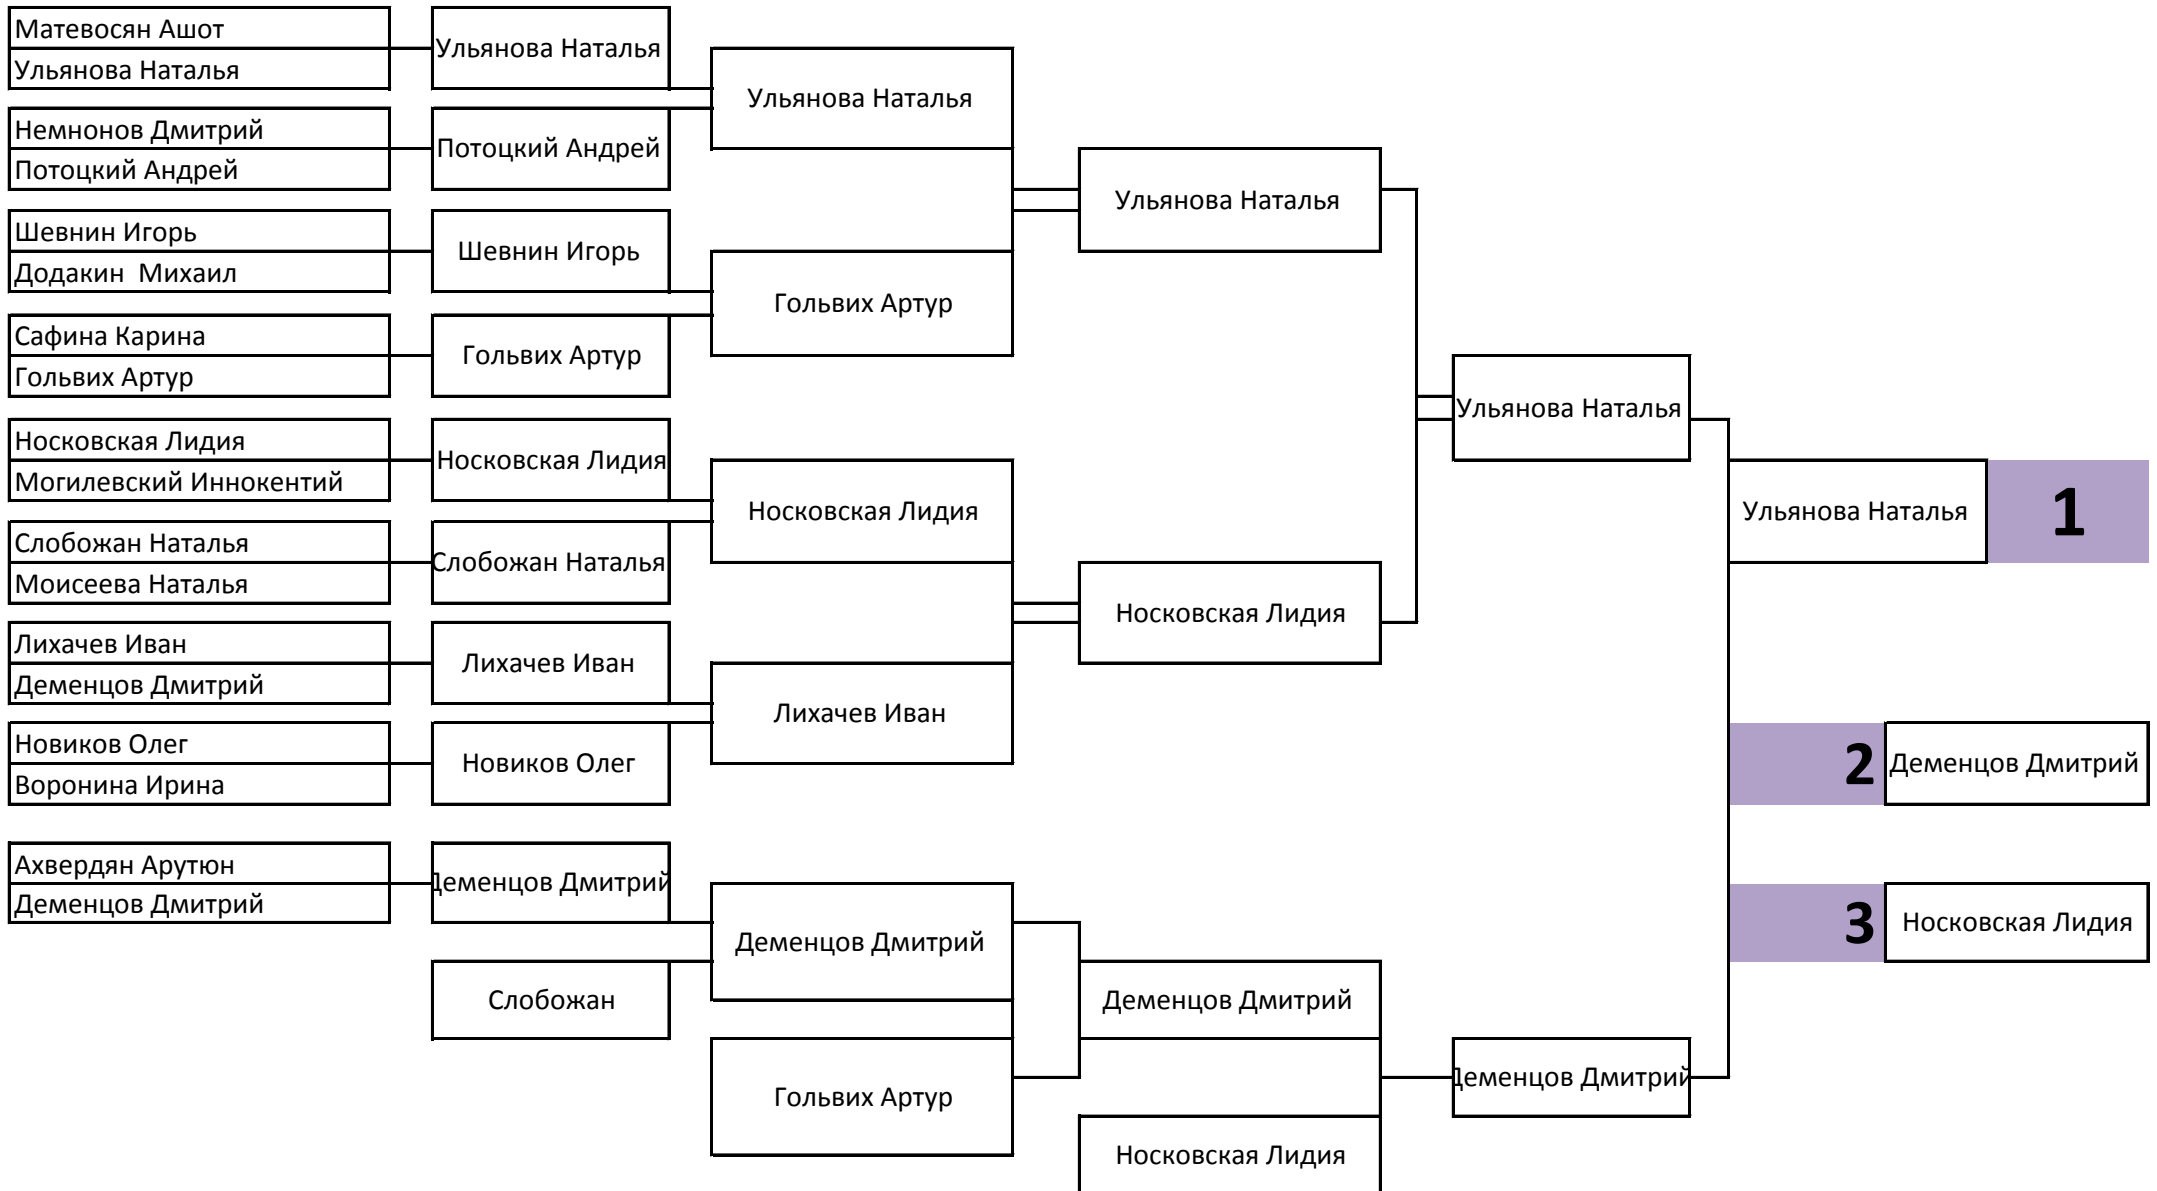 Матевосян Ашот
Ульянова Наталья
Немнонов Дмитрий
Потоцкий Андрей
Шевнин Игорь
Додакин  Михаил
Сафина Карина
Гольвих Артур
Носковская Лидия
Могилевский Иннокентий
Слобожан Наталья
Моисеева Наталья
Лихачев Иван
Деменцов Дмитрий
Новиков Олег
Воронина Ирина
Ахвердян Арутюн
Деменцов Дмитрий
Ульянова Наталья
Потоцкий Андрей
Шевнин Игорь
Гольвих Артур
Носковская Лидия
Слобожан Наталья
Лихачев Иван
Новиков Олег
Деменцов Дмитрий
Слобожан
Ульянова Наталья
Гольвих Артур
Носковская Лидия
Лихачев Иван
Деменцов Дмитрий
Гольвих Артур
Ульянова Наталья
Носковская Лидия
Деменцов Дмитрий
Носковская Лидия
Ульянова Наталья
Деменцов Дмитрий
Ульянова Наталья 1
2 Деменцов Дмитрий
3 Носковская Лидия